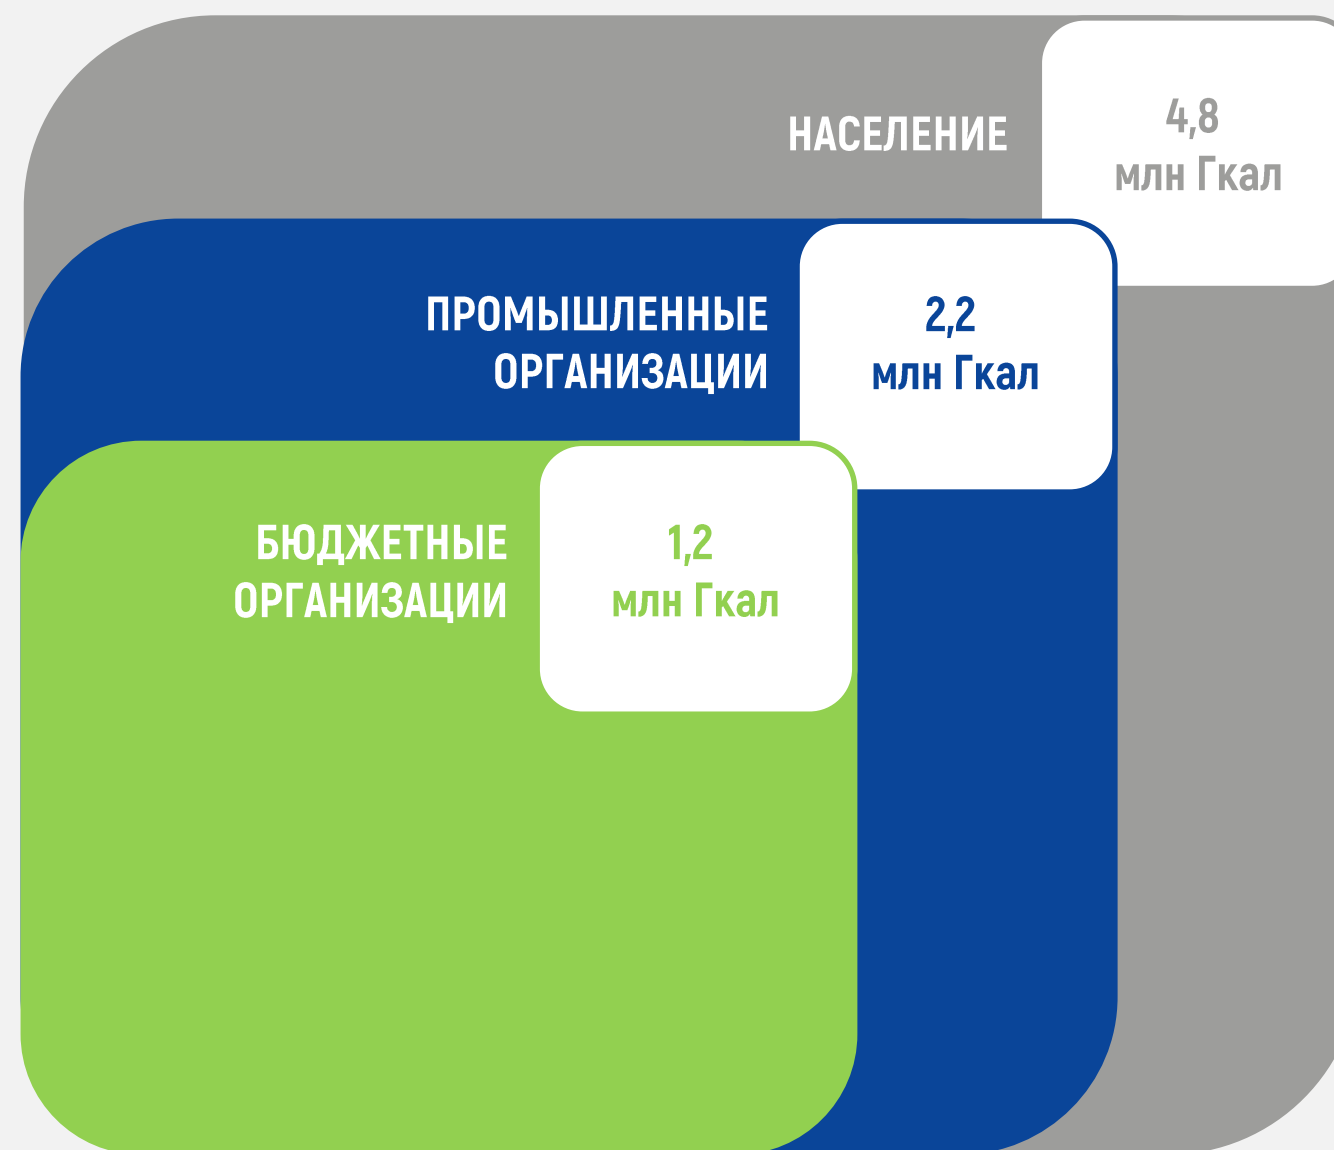 НАСЕЛЕНИЕ
4,8
млн Гкал
ПРОМЫШЛЕННЫЕ
ОРГАНИЗАЦИИ
2,2
млн Гкал
БЮДЖЕТНЫЕ
ОРГАНИЗАЦИИ
1,2
млн Гкал